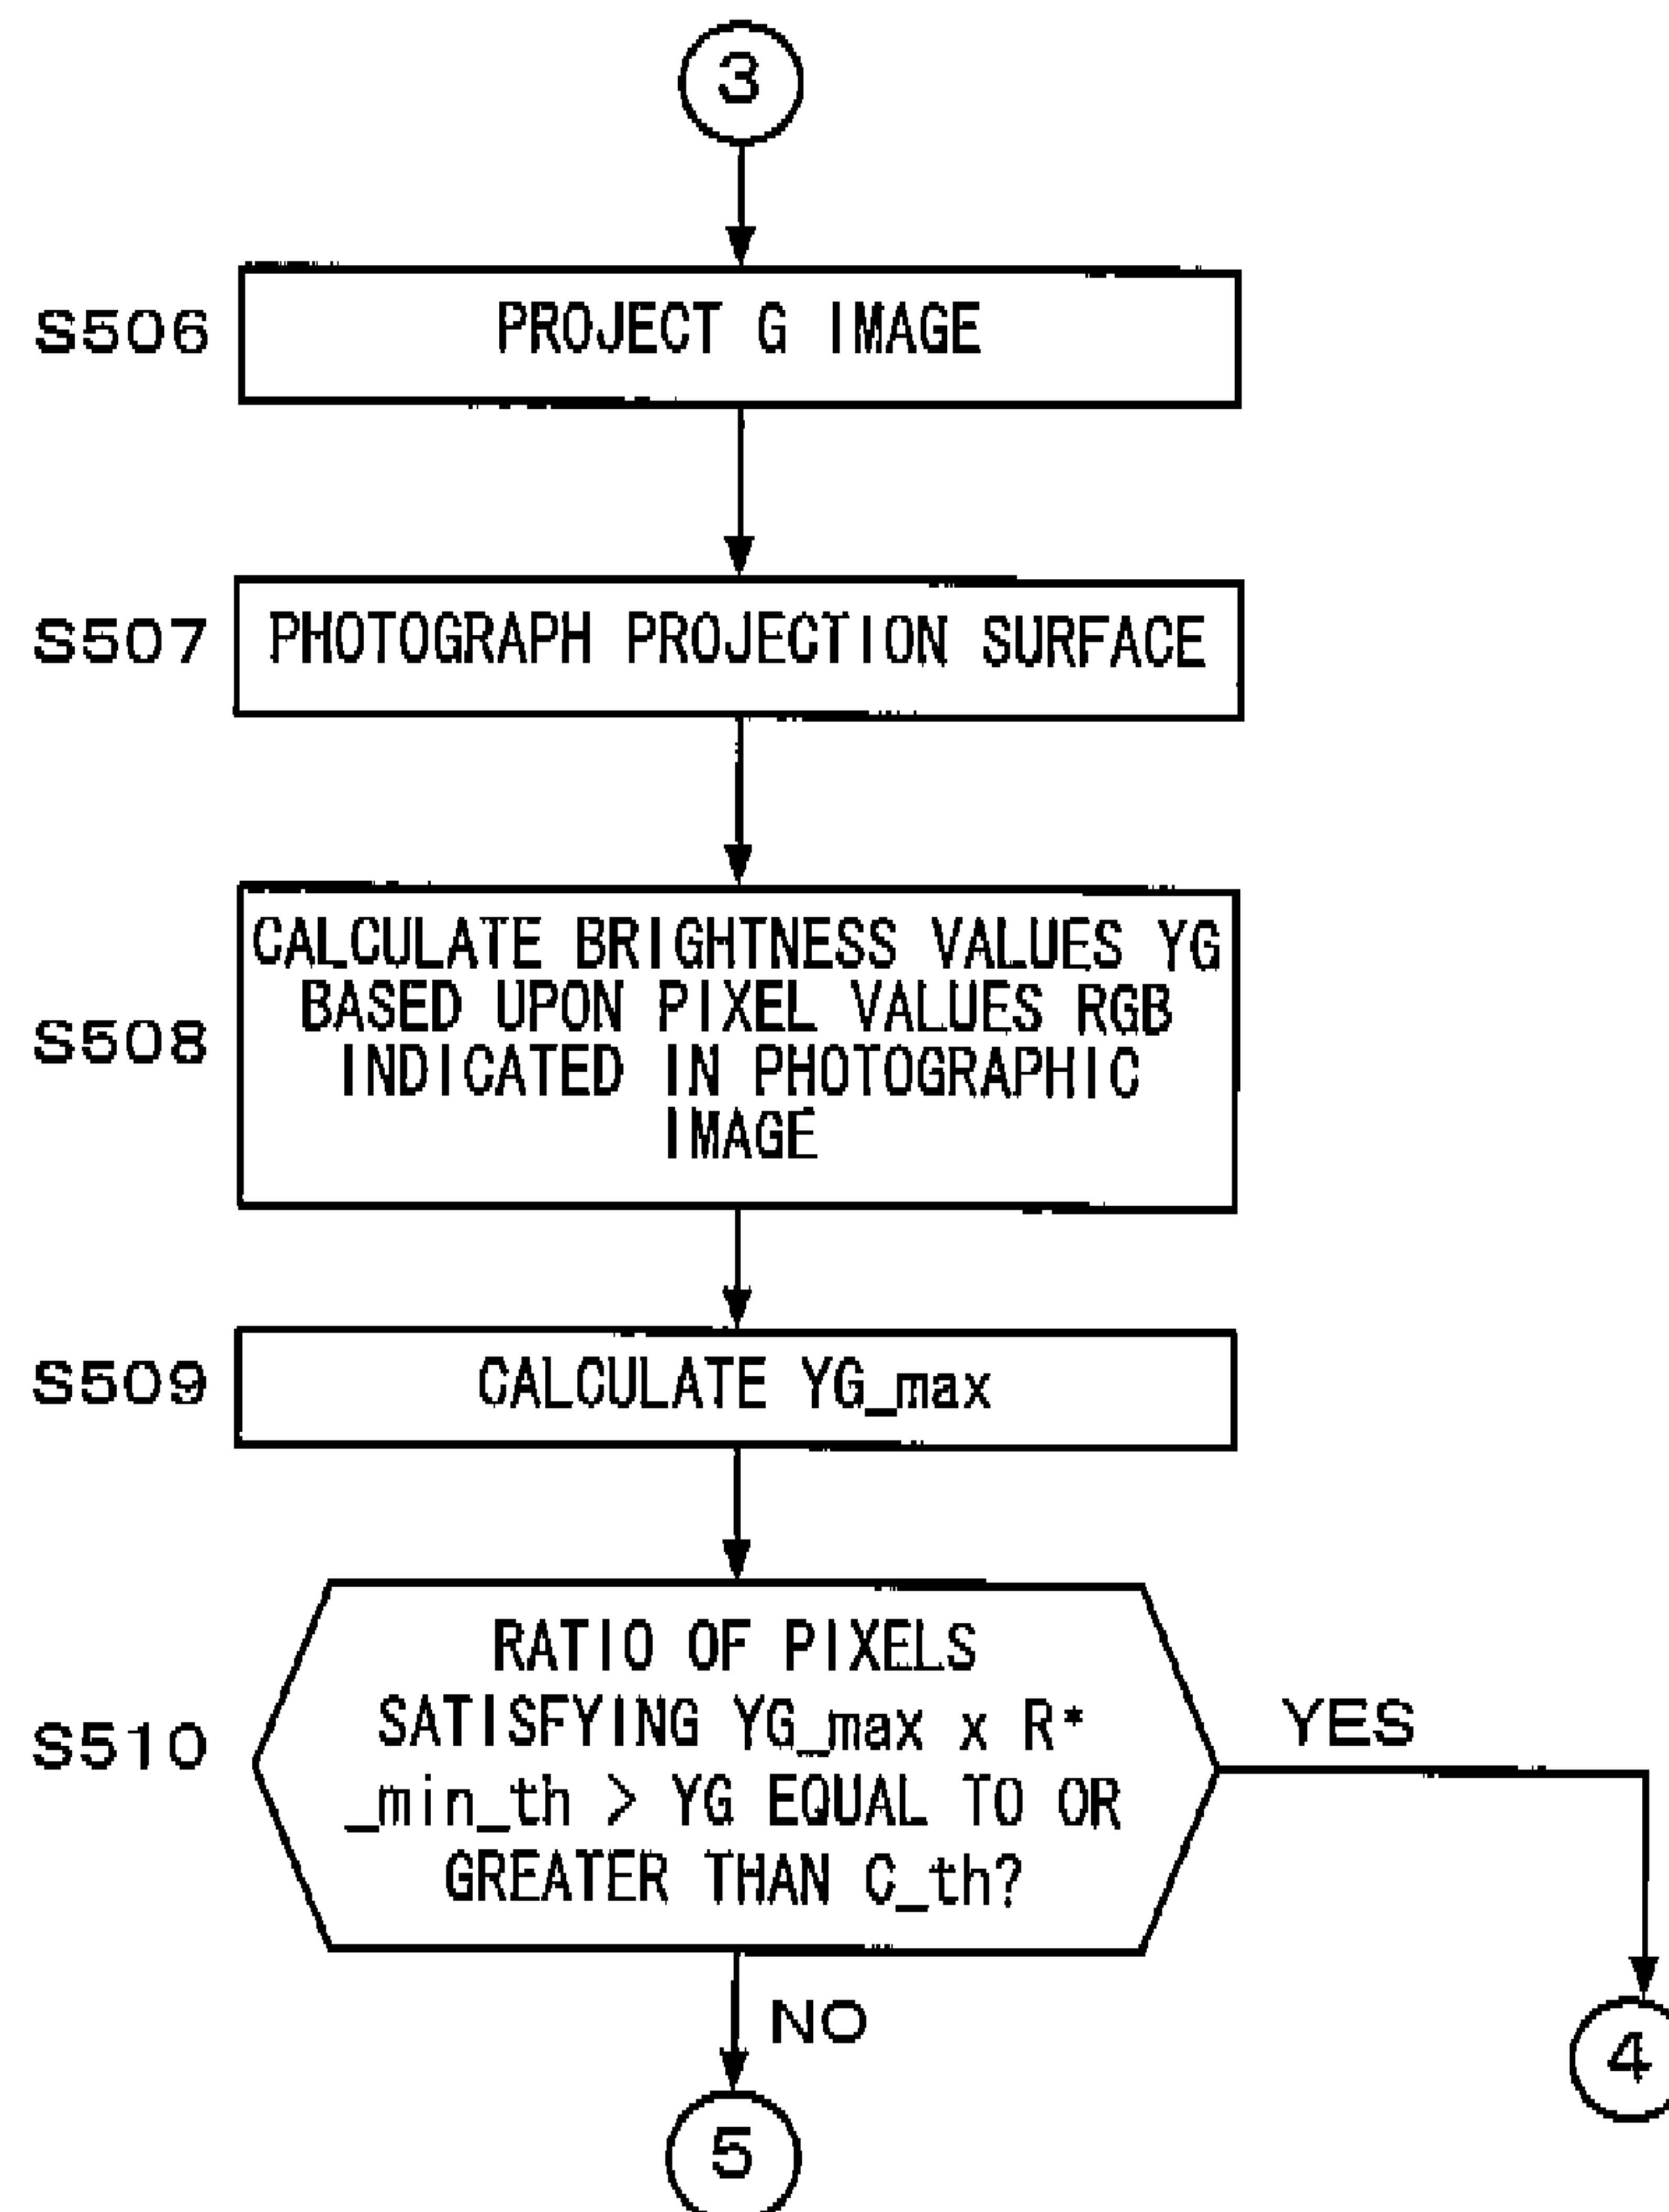 3
S506
PROJECT G IMAGE
S507
PHOTOGRAPH PROJECTION SURFACE
S508
CALCULATE BRIGHTNESS VALUES YG
BASED UPON PIXEL VALUES RGB
INDICATED IN PHOTOGRAPHIC
IMAGE
S509
CALCULATE YG_max
S510
RATIO OF PIXELS
SATISFYING YG_max x R*
_min_th > YG EQUAL TO OR
GREATER THAN C_th?
YES
NO
4
5